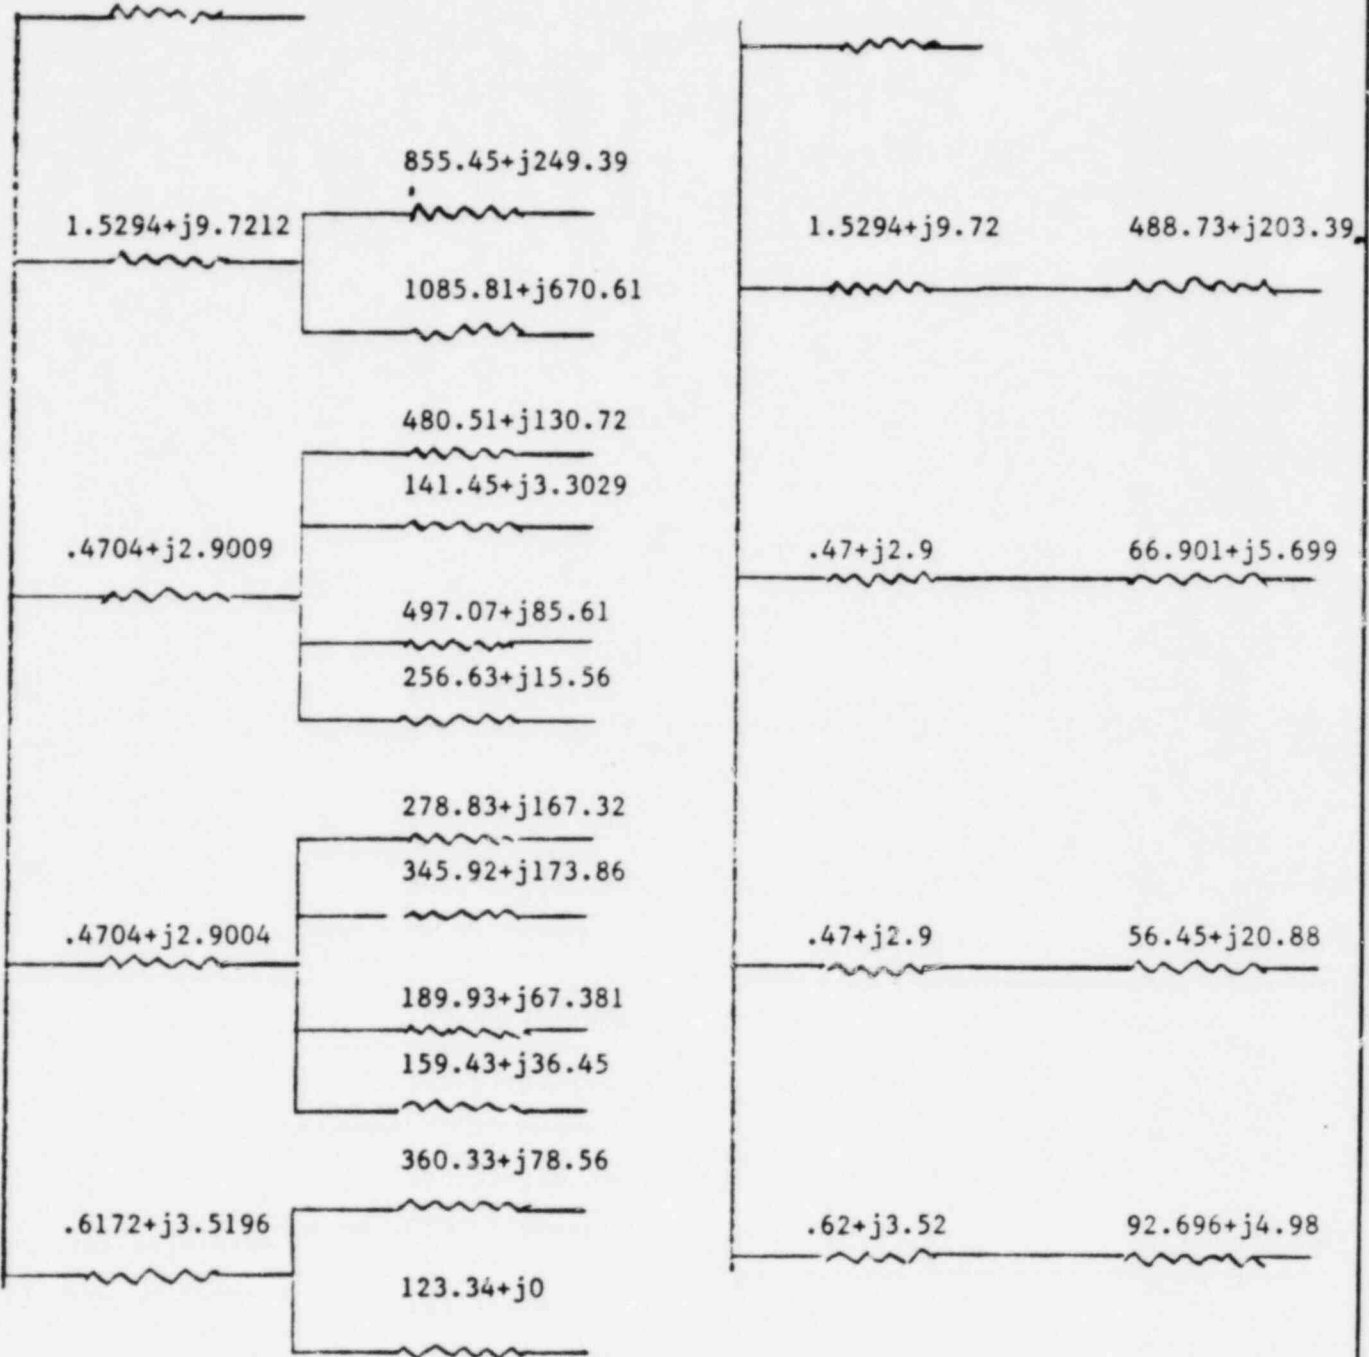 855.45+j249.39
1.5294+j9.7212
1085.81+j670.61
480.51+j130.72
141.45+j3.3029
.4704+j2.9009
497.07+j85.61
256.63+j15.56
278.83+j167.32
345.92+j173.86
.4704+j2.9004
189.93+j67.381
159.43+j36.45
360.33+j78.56
.6172+j3.5196
123.34+j0
1.5294+j9.72 488.73+j203.39
.47+j2.9 66.901+j5.699
.47+j2.9 56.45+j20.88
.62+j3.52 92.696+j4.98